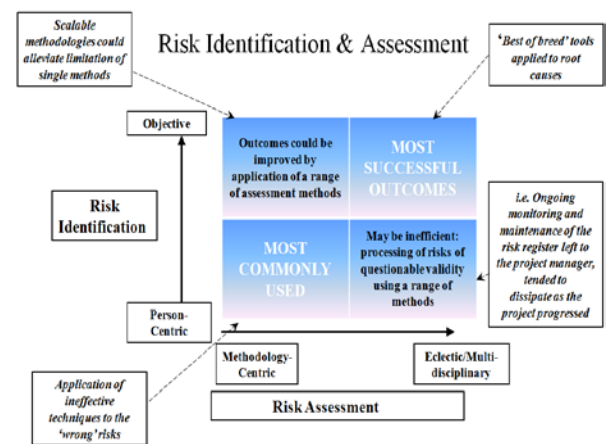 Scalable
methodologies could
alleviate limitation of
single methods
Risk Identification & Assessment
‘Best of breed’ tools
applied to root
causes
Objective
Outcomes could be
improved by
application of a range
of assessment methods
MOST
SUCCESSFUL
OUTCOMES
Risk
Identification
MOST
COMMONLY
USED
May be inefficient:
processing of risks of
questionable validity
using a range of
methods
i.e. Ongoing
monitoring and
maintenance of the
risk register left to
the project manager,
tended to
dissipate as the
project progressed
Person-
Centric
Methodology-
Centric
Eclectic/Multi-
disciplinary
Application of
ineffective
techniques to the
‘wrong’ risks
Risk Assessment